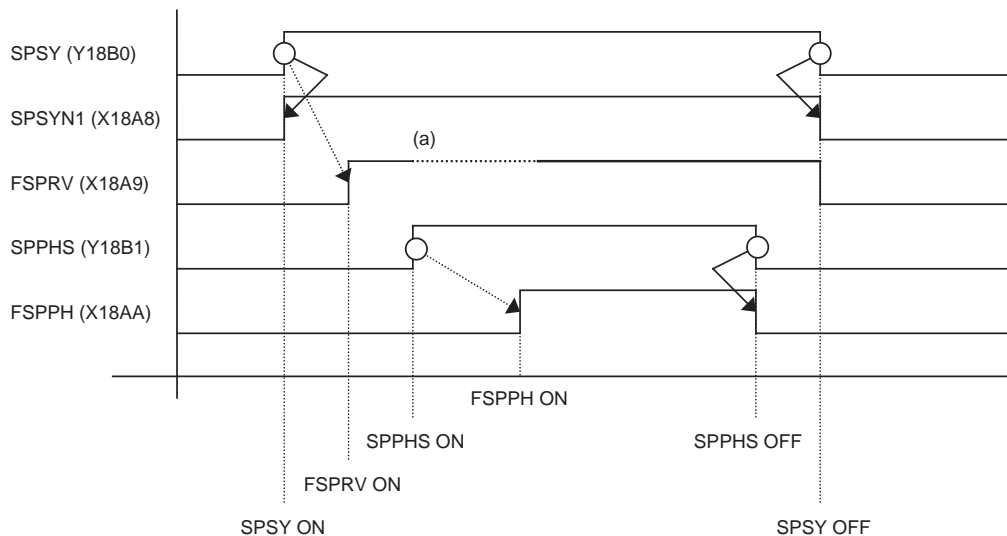 SPSY (Y18B0)
SPSYN1 (X18A8)
(a)
FSPRV (X18A9)
SPPHS (Y18B1)
FSPPH (X18AA)
FSPPH ON
SPPHS ON
SPPHS OFF
FSPRV ON
SPSY ON
SPSY OFF